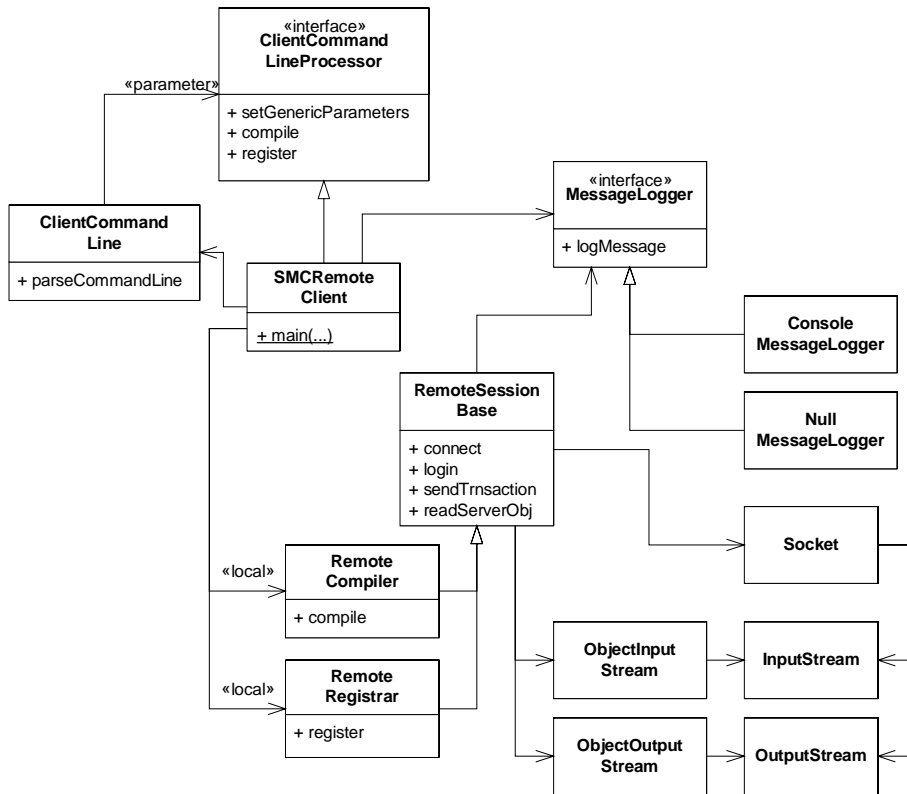 «interface»
ClientCommand
LineProcessor
«parameter»
+ setGenericParameters
+ compile
+ register
«interface»
MessageLogger
+ logMessage
ClientCommand
Line
+ parseCommandLine
SMCRemote
Client
+ main(...)
Console
MessageLogger
RemoteSession
Base
+ connect
+ login
+ sendTrnsaction
+ readServerObj
Null
MessageLogger
Socket
«local»
Remote
Compiler
+ compile
ObjectInput
Stream
InputStream
«local»
Remote
Registrar
+ register
ObjectOutput
Stream
OutputStream